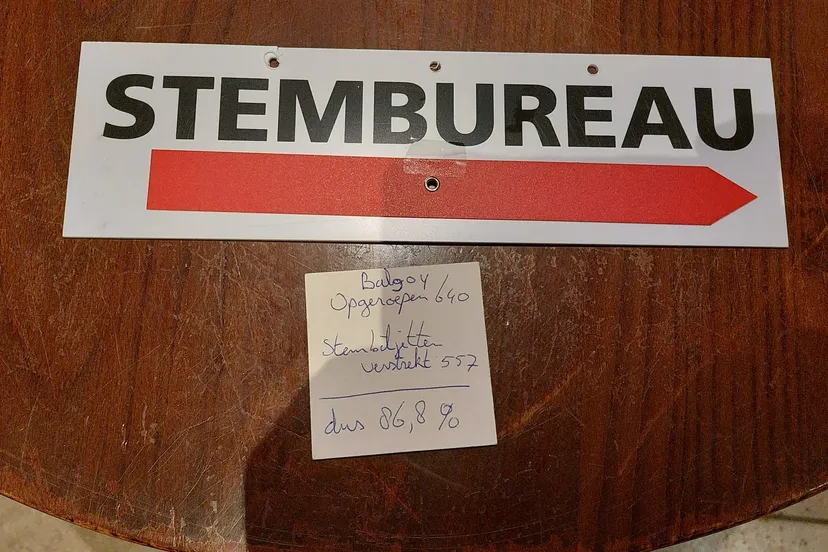 STEMBUREAU
Balgoy
Opgeroepen 640
Stembiljetten
verstrekt 557
dus 86,8 %